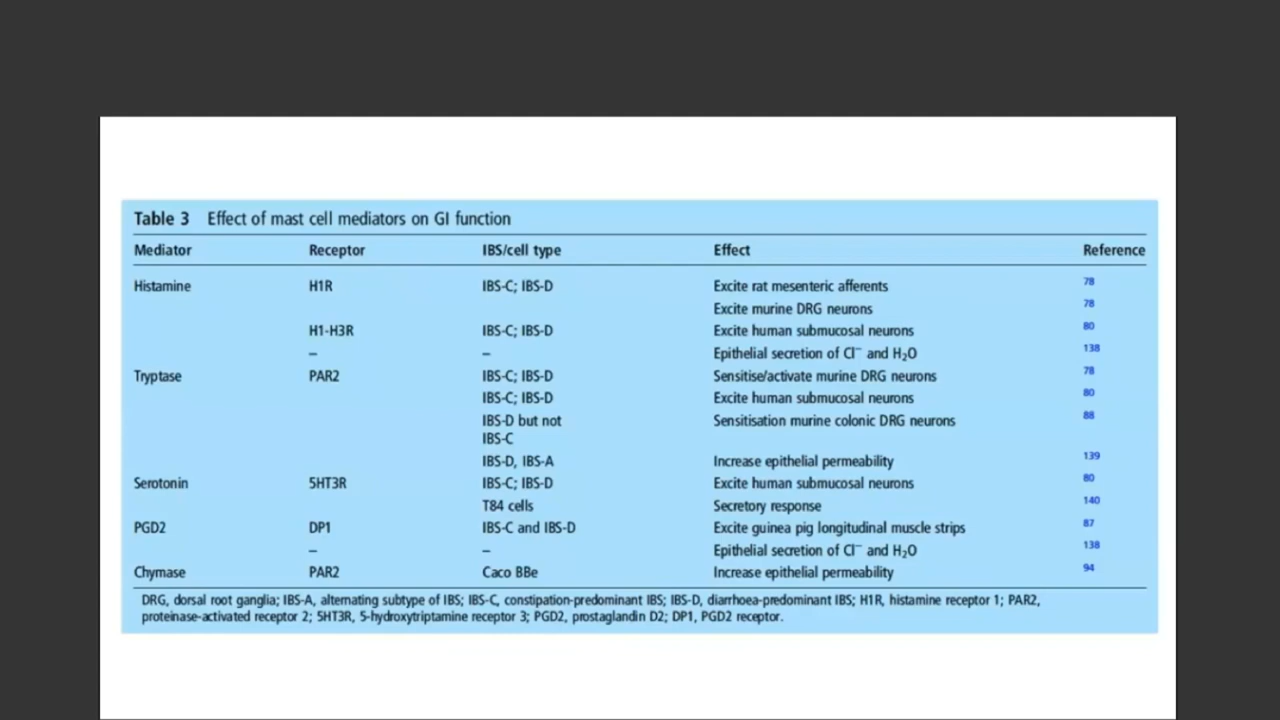 Table 3 Effect of mast cell mediators on GI function
Mediator Receptor IBS/cell type Effect Reference
Histamine H1R IBS-C; IBS-D Excite rat mesenteric afferents 78
Excite murine DRG neurons 78
H1-H3R IBS-C; IBS-D Excite human submucosal neurons 80
– – Epithelial secretion of Cl⁻ and H₂O 138
Tryptase PAR2 IBS-C; IBS-D Sensitise/activate murine DRG neurons 78
IBS-C; IBS-D Excite human submucosal neurons 80
IBS-D but not Sensitisation murine colonic DRG neurons 88
IBS-C
IBS-D, IBS-A Increase epithelial permeability 139
Serotonin 5HT3R IBS-C; IBS-D Excite human submucosal neurons 80
T84 cells Secretory response 140
PGD2 DP1 IBS-C and IBS-D Excite guinea pig longitudinal muscle strips 87
– – Epithelial secretion of Cl⁻ and H₂O 138
Chymase PAR2 Caco BBe Increase epithelial permeability 94
DRG, dorsal root ganglia; IBS-A, alternating subtype of IBS; IBS-C, constipation-predominant IBS; IBS-D, diarrhoea-predominant IBS; H1R, histamine receptor 1; PAR2,
proteinase-activated receptor 2; 5HT3R, 5-hydroxytriptamine receptor 3; PGD2, prostaglandin D2; DP1, PGD2 receptor.